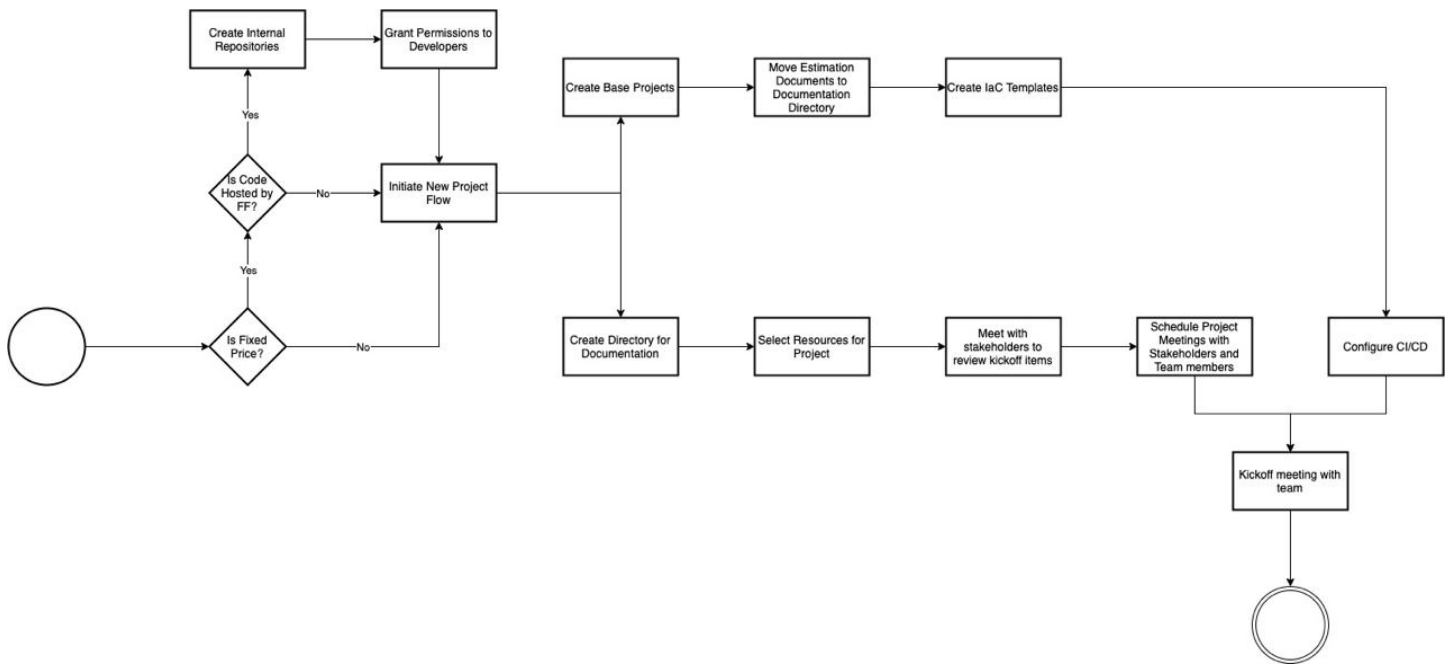 Create Internal
Repositories
Grant Permissions to
Developers
Create Base Projects
Move Estimation
Documents to
Documentation
Directory
Create IaC Templates
Yes
Is Code
Hosted by
FF?
No
Initiate New Project
Flow
Yes
Is Fixed
Price?
No
Create Directory for
Documentation
Select Resources for
Project
Meet with
stakeholders to
review kickoff items
Schedule Project
Meetings with
Stakeholders and
Team members
Configure CI/CD
Kickoff meeting with
team